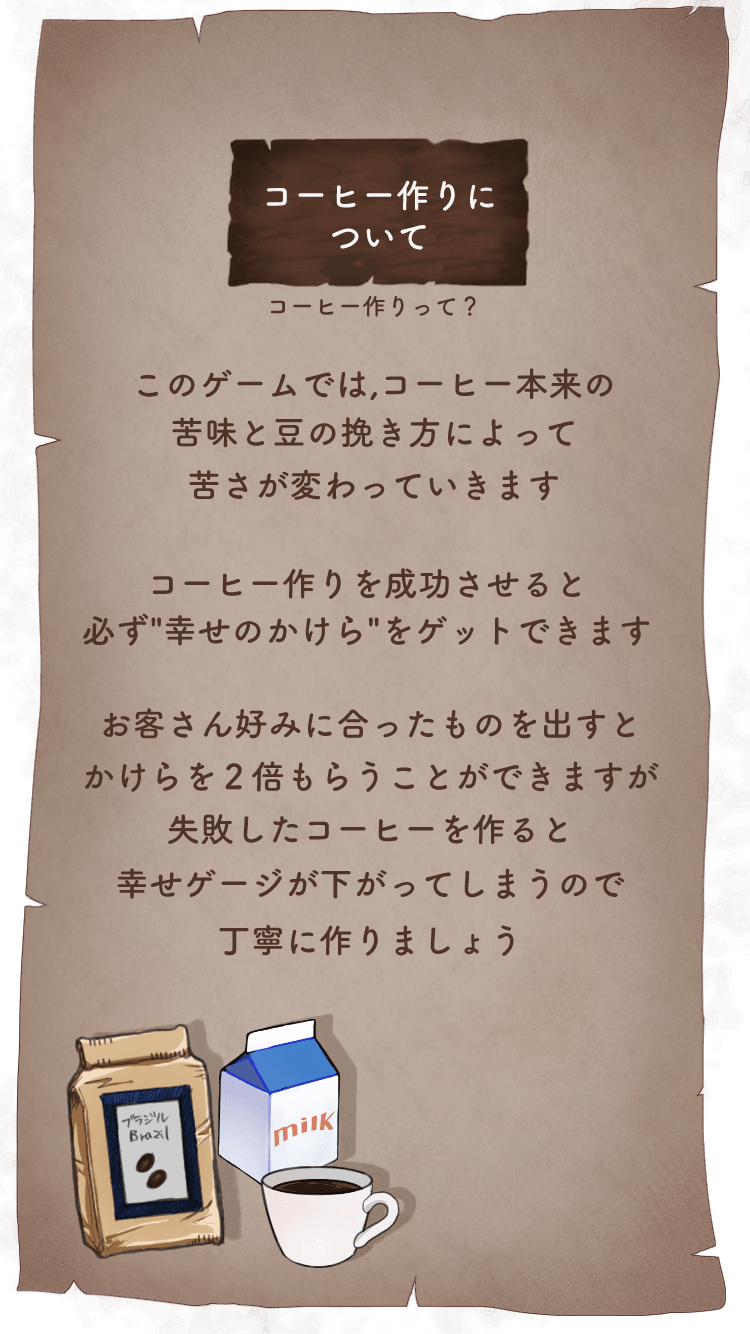 コーヒー作りに
ついて
コーヒー作りって？
このゲームでは,コーヒー本来の
苦味と豆の挽き方によって
苦さが変わっていきます
コーヒー作りを成功させると
必ず"幸せのかけら"をゲットできます
お客さん好みに合ったものを出すと
かけらを２倍もらうことができますが
失敗したコーヒーを作ると
幸せゲージが下がってしまうので
丁寧に作りましょう
ブラジル
Brazil
milk